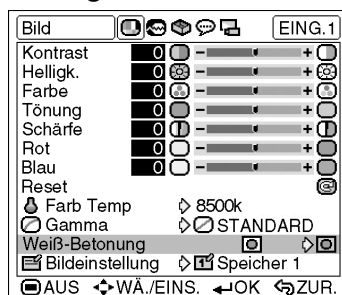 Bild EING.1
Kontrast 0 - +
Helligk. 0 - +
Farbe 0 - +
Tönung 0 - +
Schärfe 0 - +
Rot 0 - +
Blau 0 - +
Reset
Farb Temp 8500k
Gamma STANDARD
Weiß-Betonung
Bildeinstellung Speicher 1
AUS WÄ./EINS. OK ZUR.